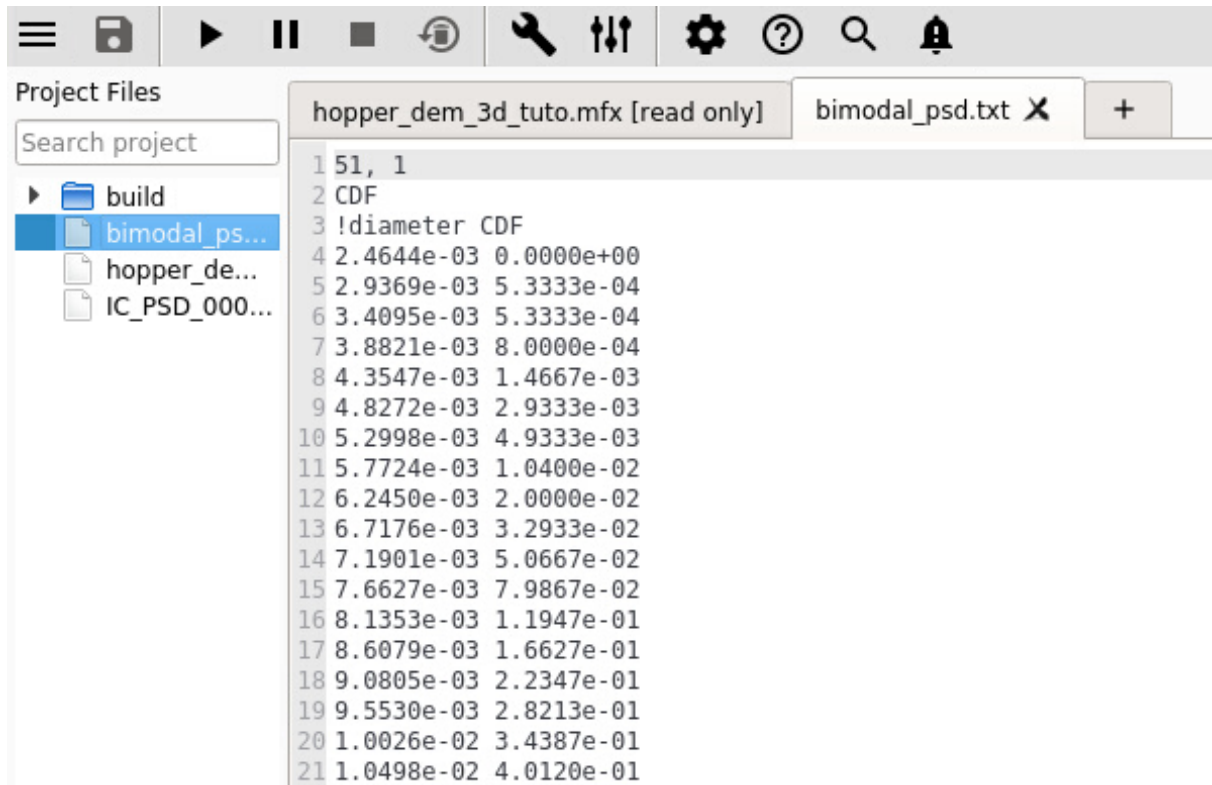 Project Files
Search project
build
bimodal_ps...
hopper_de...
IC_PSD_000...
hopper_dem_3d_tuto.mfx [read only]
bimodal_psd.txt
+
1 51, 1
2 CDF
3 !diameter CDF
4 2.4644e-03 0.0000e+00
5 2.9369e-03 5.3333e-04
6 3.4095e-03 5.3333e-04
7 3.8821e-03 8.0000e-04
8 4.3547e-03 1.4667e-03
9 4.8272e-03 2.9333e-03
10 5.2998e-03 4.9333e-03
11 5.7724e-03 1.0400e-02
12 6.2450e-03 2.0000e-02
13 6.7176e-03 3.2933e-02
14 7.1901e-03 5.0667e-02
15 7.6627e-03 7.9867e-02
16 8.1353e-03 1.1947e-01
17 8.6079e-03 1.6627e-01
18 9.0805e-03 2.2347e-01
19 9.5530e-03 2.8213e-01
20 1.0026e-02 3.4387e-01
21 1.0498e-02 4.0120e-01